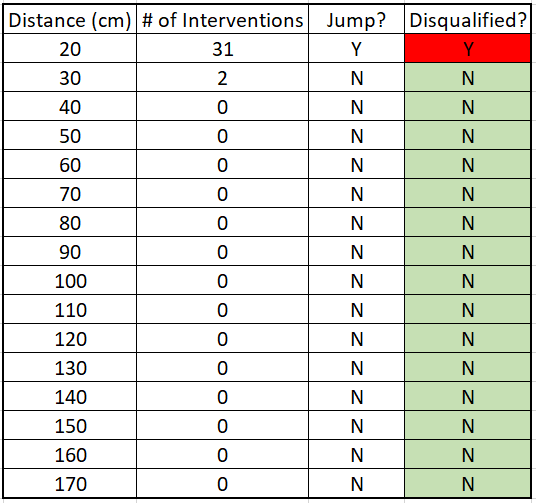 Distance (cm) # of Interventions Jump? Disqualified?
20 31 Y Y
30 2 N N
40 0 N N
50 0 N N
60 0 N N
70 0 N N
80 0 N N
90 0 N N
100 0 N N
110 0 N N
120 0 N N
130 0 N N
140 0 N N
150 0 N N
160 0 N N
170 0 N N